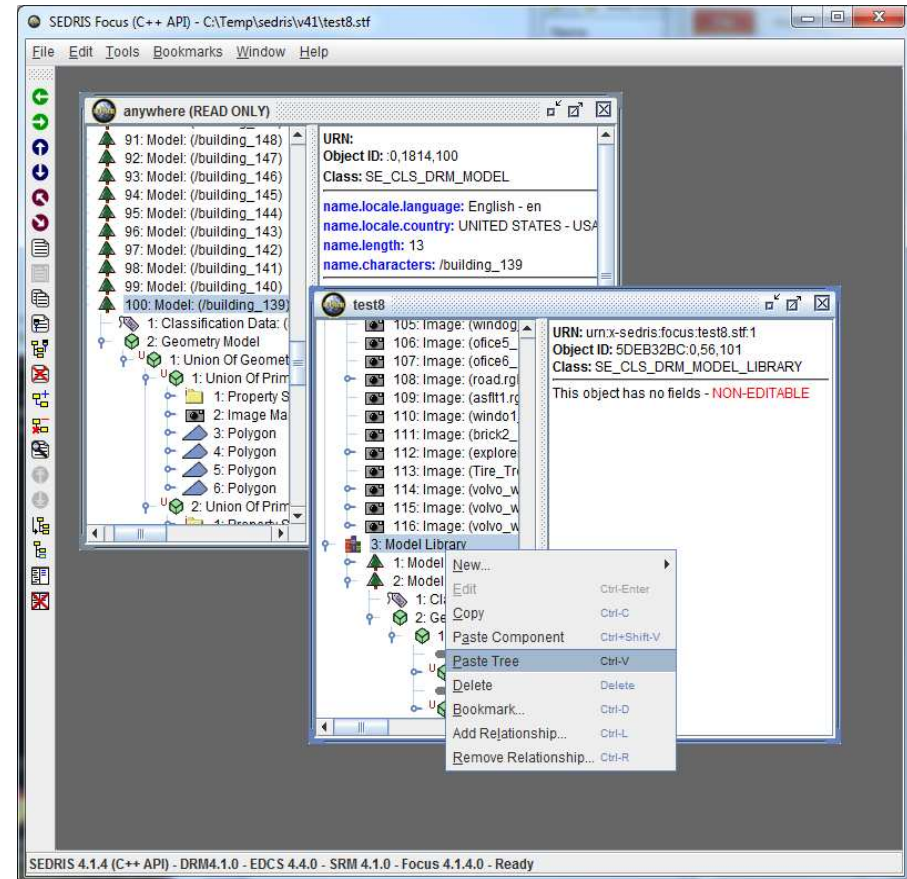 SEDRIS Focus (C++ API) - C:\Temp\sedris\v41\test8.stf
File Edit Tools Bookmarks Window Help
anywhere (READ ONLY)
91: Model: (/building_148)
92: Model: (/building_147)
93: Model: (/building_146)
94: Model: (/building_145)
95: Model: (/building_144)
96: Model: (/building_143)
97: Model: (/building_142)
98: Model: (/building_141)
99: Model: (/building_140)
100: Model: (/building_139)
1: Classification Data: (
2: Geometry Model
1: Union Of Geomet
1: Union Of Prim
1: Property S
2: Image Ma
3: Polygon
4: Polygon
5: Polygon
6: Polygon
2: Union Of Prim
1: Property S
URN:
Object ID: :0,1814,100
Class: SE_CLS_DRM_MODEL
name.locale.language: English - en
name.locale.country: UNITED STATES - USA
name.length: 13
name.characters: /building_139
test8
105: Image: (windog_
106: Image: (ofice5_
107: Image: (ofice6_
108: Image: (road.rgl
109: Image: (asflt1.rg
110: Image: (windo1_
111: Image: (brick2_
112: Image: (explore
113: Image: (Tire_Tr
114: Image: (volvo_w
115: Image: (volvo_w
116: Image: (volvo_w
3: Model Library
1: Model
2: Model
1: Cl
2: Ge
1
URN: urn:x-sedris:focus:test8.stf:1
Object ID: 5DEB32BC:0,56,101
Class: SE_CLS_DRM_MODEL_LIBRARY
This object has no fields - NON-EDITABLE
New...
Edit Ctrl-Enter
Copy Ctrl-C
Paste Component Ctrl+Shift-V
Paste Tree Ctrl-V
Delete Delete
Bookmark... Ctrl-D
Add Relationship... Ctrl-L
Remove Relationship... Ctrl-R
SEDRIS 4.1.4 (C++ API) - DRM4.1.0 - EDCS 4.4.0 - SRM 4.1.0 - Focus 4.1.4.0 - Ready